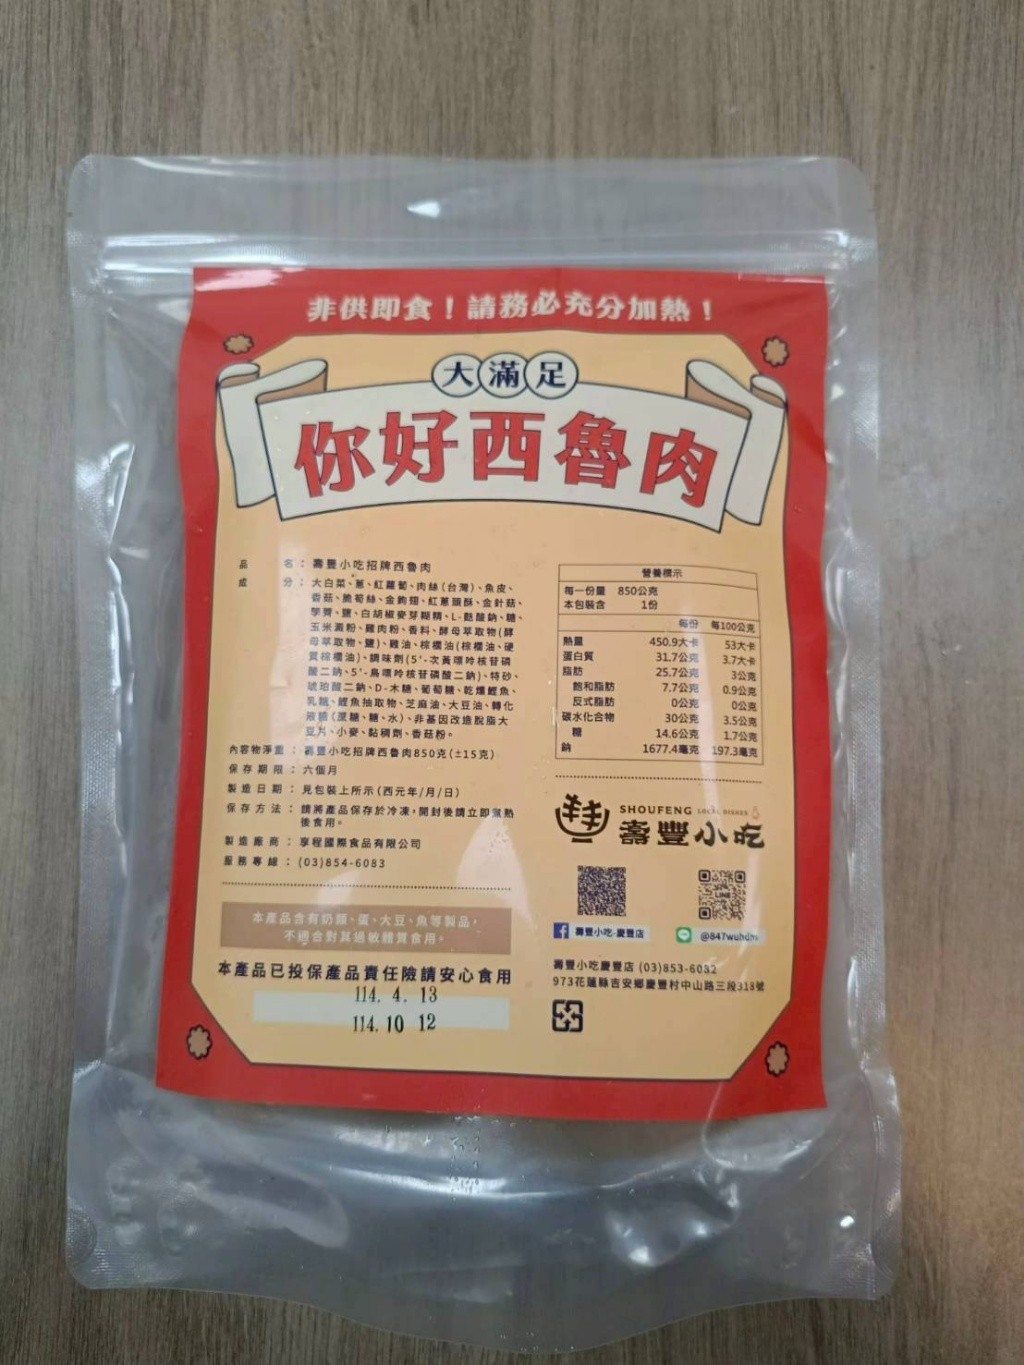 非供即食！請務必充分加熱！
大滿足
你好西魯肉
品名：壽豐小吃招牌西魯肉
成分：大白菜、蔥、紅蘿蔔、肉絲(台灣)、魚皮、
香菇、脆筍絲、金鉤翅、紅蔥頭酥、金針菇、
荸薺、鹽、白胡椒麥芽糊精、L-麩酸鈉、糖、
玉米澱粉、雞肉粉、香料、酵母萃取物(酵
母萃取物、鹽)、雞油、棕櫚油(棕櫚油、硬
質棕櫚油)、調味劑(5'-次黃嘌呤核苷磷
酸二鈉、5'-鳥嘌呤核苷磷酸二鈉)、特砂、
琥珀酸二鈉、D-木糖、葡萄糖、乾燥鰹魚、
乳糖、鰹魚抽取物、芝麻油、大豆油、轉化
液糖(蔗糖、糖、水)、非基因改造脫脂大
豆片、小麥、黏稠劑、香菇粉。
內容物淨重：壽豐小吃招牌西魯肉850克(±15克)
保存期限：六個月
製造日期：見包裝上所示(西元年/月/日)
保存方法：請將產品保存於冷凍，開封後請立即煮熟
後食用。
製造廠商：享程國際食品有限公司
服務專線：(03)854-6083
本產品含有奶類、蛋、大豆、魚等製品，
不適合對其過敏體質食用。
本產品已投保產品責任險請安心食用
114. 4. 13
114. 10 12
營養標示
每一份量 850公克
本包裝含 1份
每份 每100公克
熱量 450.9大卡 53大卡
蛋白質 31.7公克 3.7大卡
脂肪 25.7公克 3公克
飽和脂肪 7.7公克 0.9公克
反式脂肪 0公克 0公克
碳水化合物 30公克 3.5公克
糖 14.6公克 1.7公克
鈉 1677.4毫克 197.3毫克
SHOUFENG
壽豐小吃
壽豐小吃-慶豐店
@847wuhdm
壽豐小吃慶豐店 (03)853-6032
973花蓮縣吉安鄉慶豐村中山路三段318號